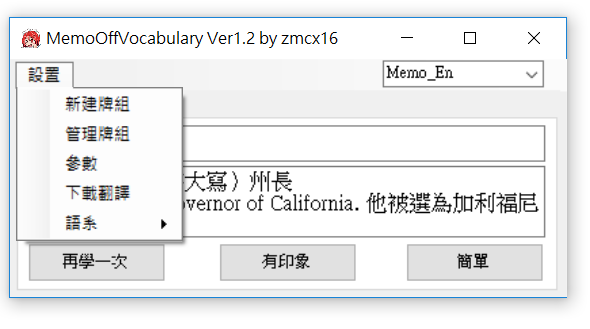 MemoOffVocabulary Ver1.2 by zmcx16
設置
Memo_En
新建牌組
管理牌組
參數
下載翻譯
語系
大寫）州長
vernor of California. 他被選為加利福尼
再學一次
有印象
簡單